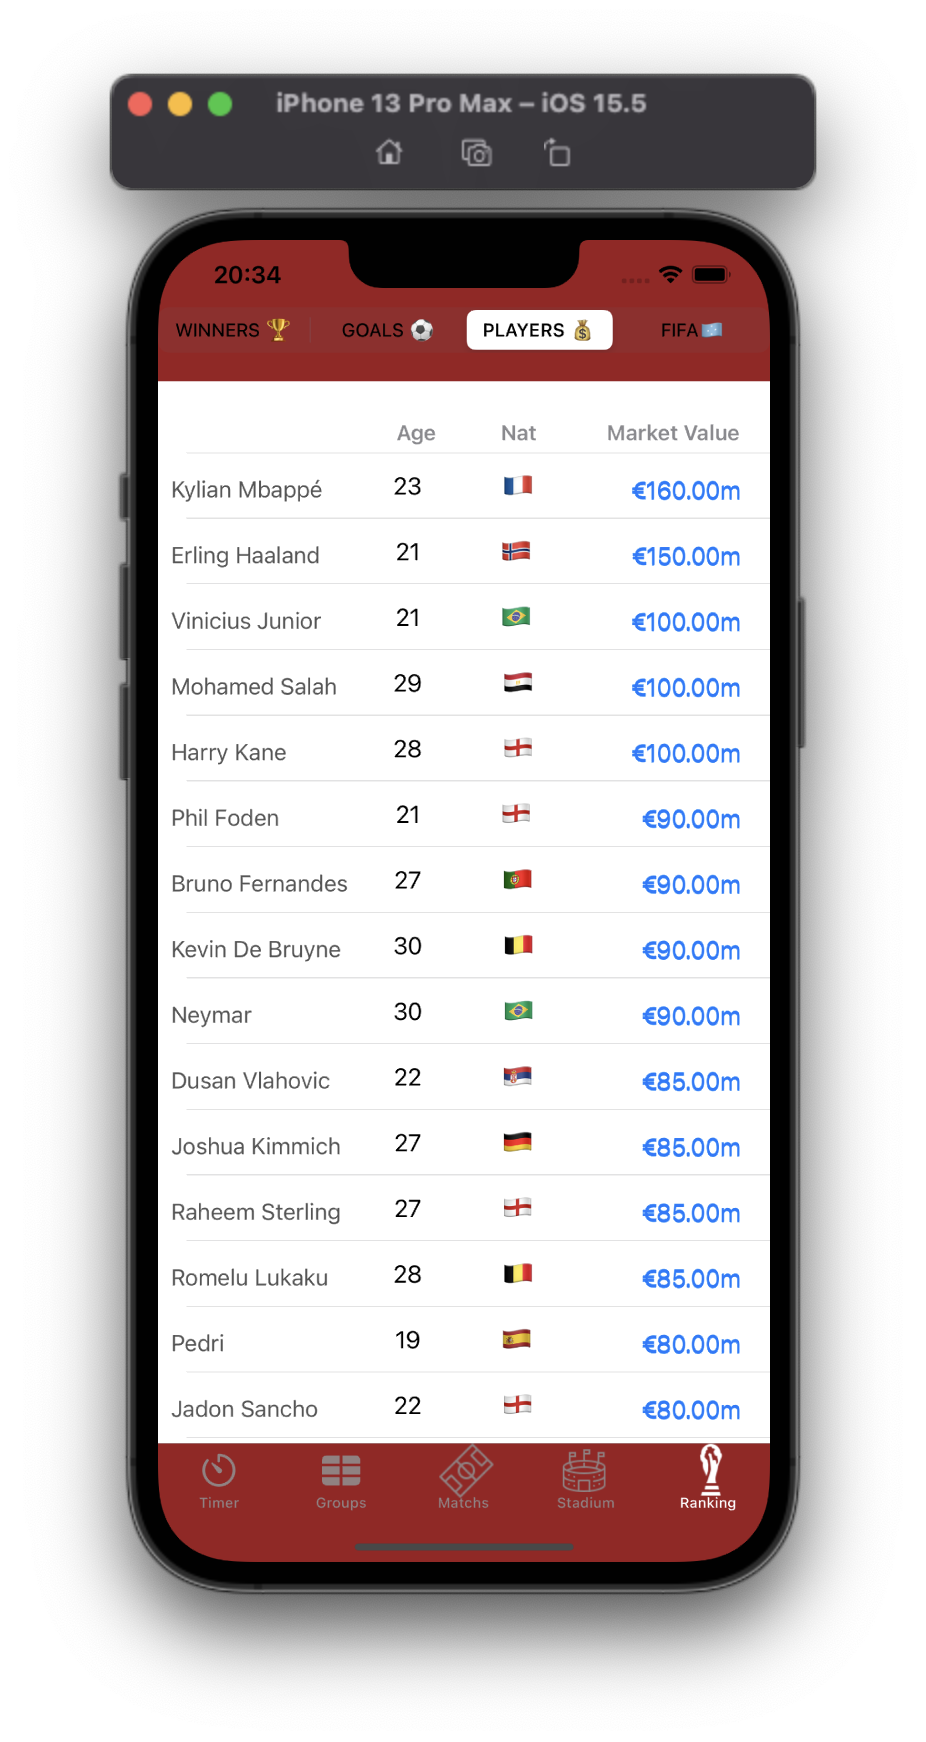 iPhone 13 Pro Max – iOS 15.5
20:34
WINNERS 🏆 GOALS ⚽ PLAYERS 💰 FIFA
Age Nat Market Value
Kylian Mbappé 23 €160.00m
Erling Haaland 21 €150.00m
Vinicius Junior 21 €100.00m
Mohamed Salah 29 €100.00m
Harry Kane 28 €100.00m
Phil Foden 21 €90.00m
Bruno Fernandes 27 €90.00m
Kevin De Bruyne 30 €90.00m
Neymar 30 €90.00m
Dusan Vlahovic 22 €85.00m
Joshua Kimmich 27 €85.00m
Raheem Sterling 27 €85.00m
Romelu Lukaku 28 €85.00m
Pedri 19 €80.00m
Jadon Sancho 22 €80.00m
Timer Groups Matchs Stadium Ranking